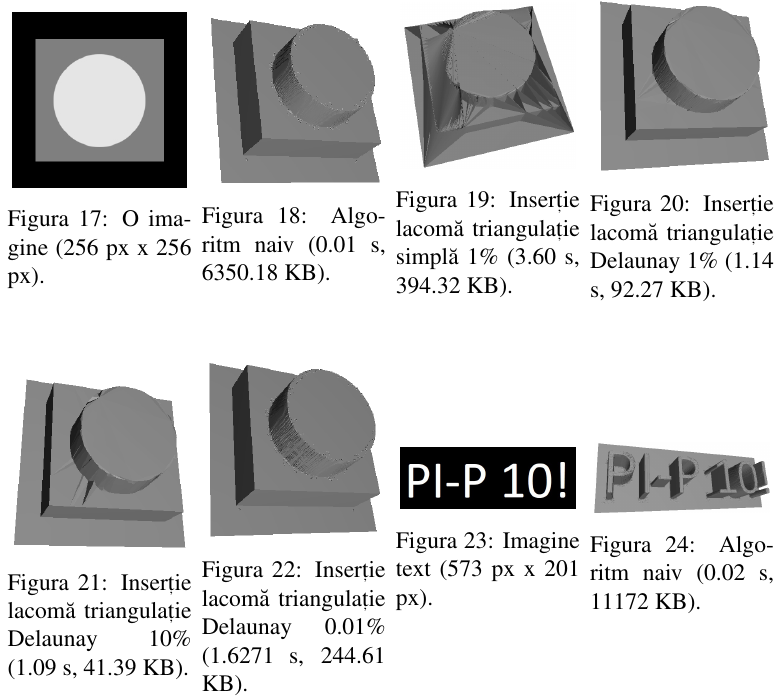 Figura 17: O ima-
gine (256 px x 256
px).
Figura 18: Algo-
ritm naiv (0.01 s,
6350.18 KB).
Figura 19: Inserție
lacomă triangulație
simplă 1% (3.60 s,
394.32 KB).
Figura 20: Inserție
lacomă triangulație
Delaunay 1% (1.14
s, 92.27 KB).
Figura 21: Inserție
lacomă triangulație
Delaunay 10%
(1.09 s, 41.39 KB).
Figura 22: Inserție
lacomă triangulație
Delaunay 0.01%
(1.6271 s, 244.61
KB).
PI-P 10!
Figura 23: Imagine
text (573 px x 201
px).
PI-P 10!
Figura 24: Algo-
ritm naiv (0.02 s,
11172 KB).